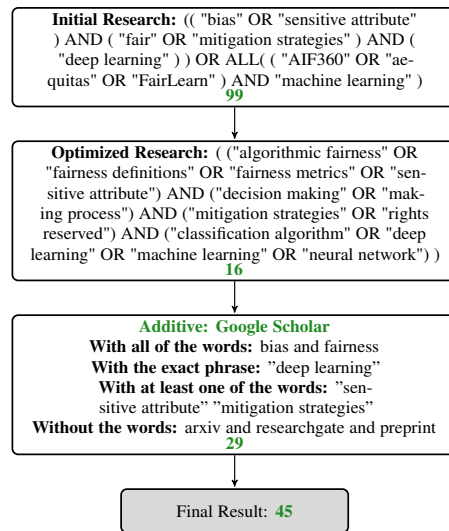 Initial Research: (( "bias" OR "sensitive attribute"
) AND ( "fair" OR "mitigation strategies" ) AND (
"deep learning" ) ) OR ALL( ( "AIF360" OR "ae-
quitas" OR "FairLearn" ) AND "machine learning" )
99
Optimized Research: ( ("algorithmic fairness" OR
"fairness definitions" OR "fairness metrics" OR "sen-
sitive attribute") AND ("decision making" OR "mak-
ing process") AND ("mitigation strategies" OR "rights
reserved") AND ("classification algorithm" OR "deep
learning" OR "machine learning" OR "neural network") )
16
Additive: Google Scholar
With all of the words: bias and fairness
With the exact phrase: ”deep learning”
With at least one of the words: ”sen-
sitive attribute” ”mitigation strategies”
Without the words: arxiv and researchgate and preprint
29
Final Result: 45